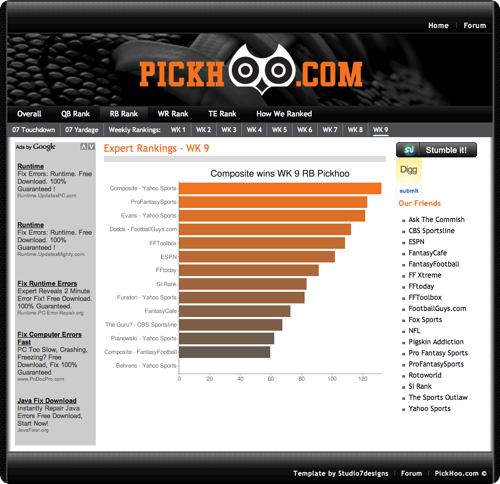 Home | Forum
PICKHOO.COM
Overall QB Rank RB Rank WR Rank TE Rank How We Ranked
07 Touchdown 07 Yardage Weekly Rankings: WK 1 WK 2 WK 3 WK 4 WK 5 WK 6 WK 7 WK 8 WK 9
Ads by Google
Runtime
Fix Errors: Runtime. Free
Download. 100%
Guaranteed !
Runtime.UpdatesPC.com
Runtime
Fix Errors: Runtime. Free
Download. 100%
Guaranteed !
Runtime.UpdatesMighty.com
Fix Runtime Errors
Expert Reveals 2 Minute
Error Fix! Free Download.
100% Guaranteed.
Runtime.PC-Error-Repair.org
Fix Computer Errors
Fast
PC Too Slow, Crashing,
Freezing? Free
Download, Fix 100%
Guaranteed
www.PcDocPro.com
Java Fix Download
Instantly Repair Java
Errors Free Download,
Start Now!
JavaFixer.org
Expert Rankings - WK 9
Composite wins WK 9 RB Pickhoo
Composite - Yahoo Sports
ProFantasySports
Evans - Yahoo Sports
Dodds - FootballGuys.com
FFToolbox
ESPN
FFtoday
SI Rank
Funston - Yahoo Sports
FantasyCafe
The Guru? - CBS Sportsline
Pianowski - Yahoo Sports
Composite - FantasyFootball
Behrens - Yahoo Sports
0 20 40 60 80 100 120
Stumble it!
Digg
submit
Our Friends
Ask The Commish
CBS Sportsline
ESPN
FantasyCafe
FantasyFootball
FF Xtreme
FFtoday
FFToolbox
FootballGuys.com
Fox Sports
NFL
Pigskin Addiction
Pro Fantasy Sports
ProFantasySports
Rotoworld
SI Rank
The Sports Outlaw
Yahoo Sports
Template by Studio7designs | Forum | PickHoo.com ©